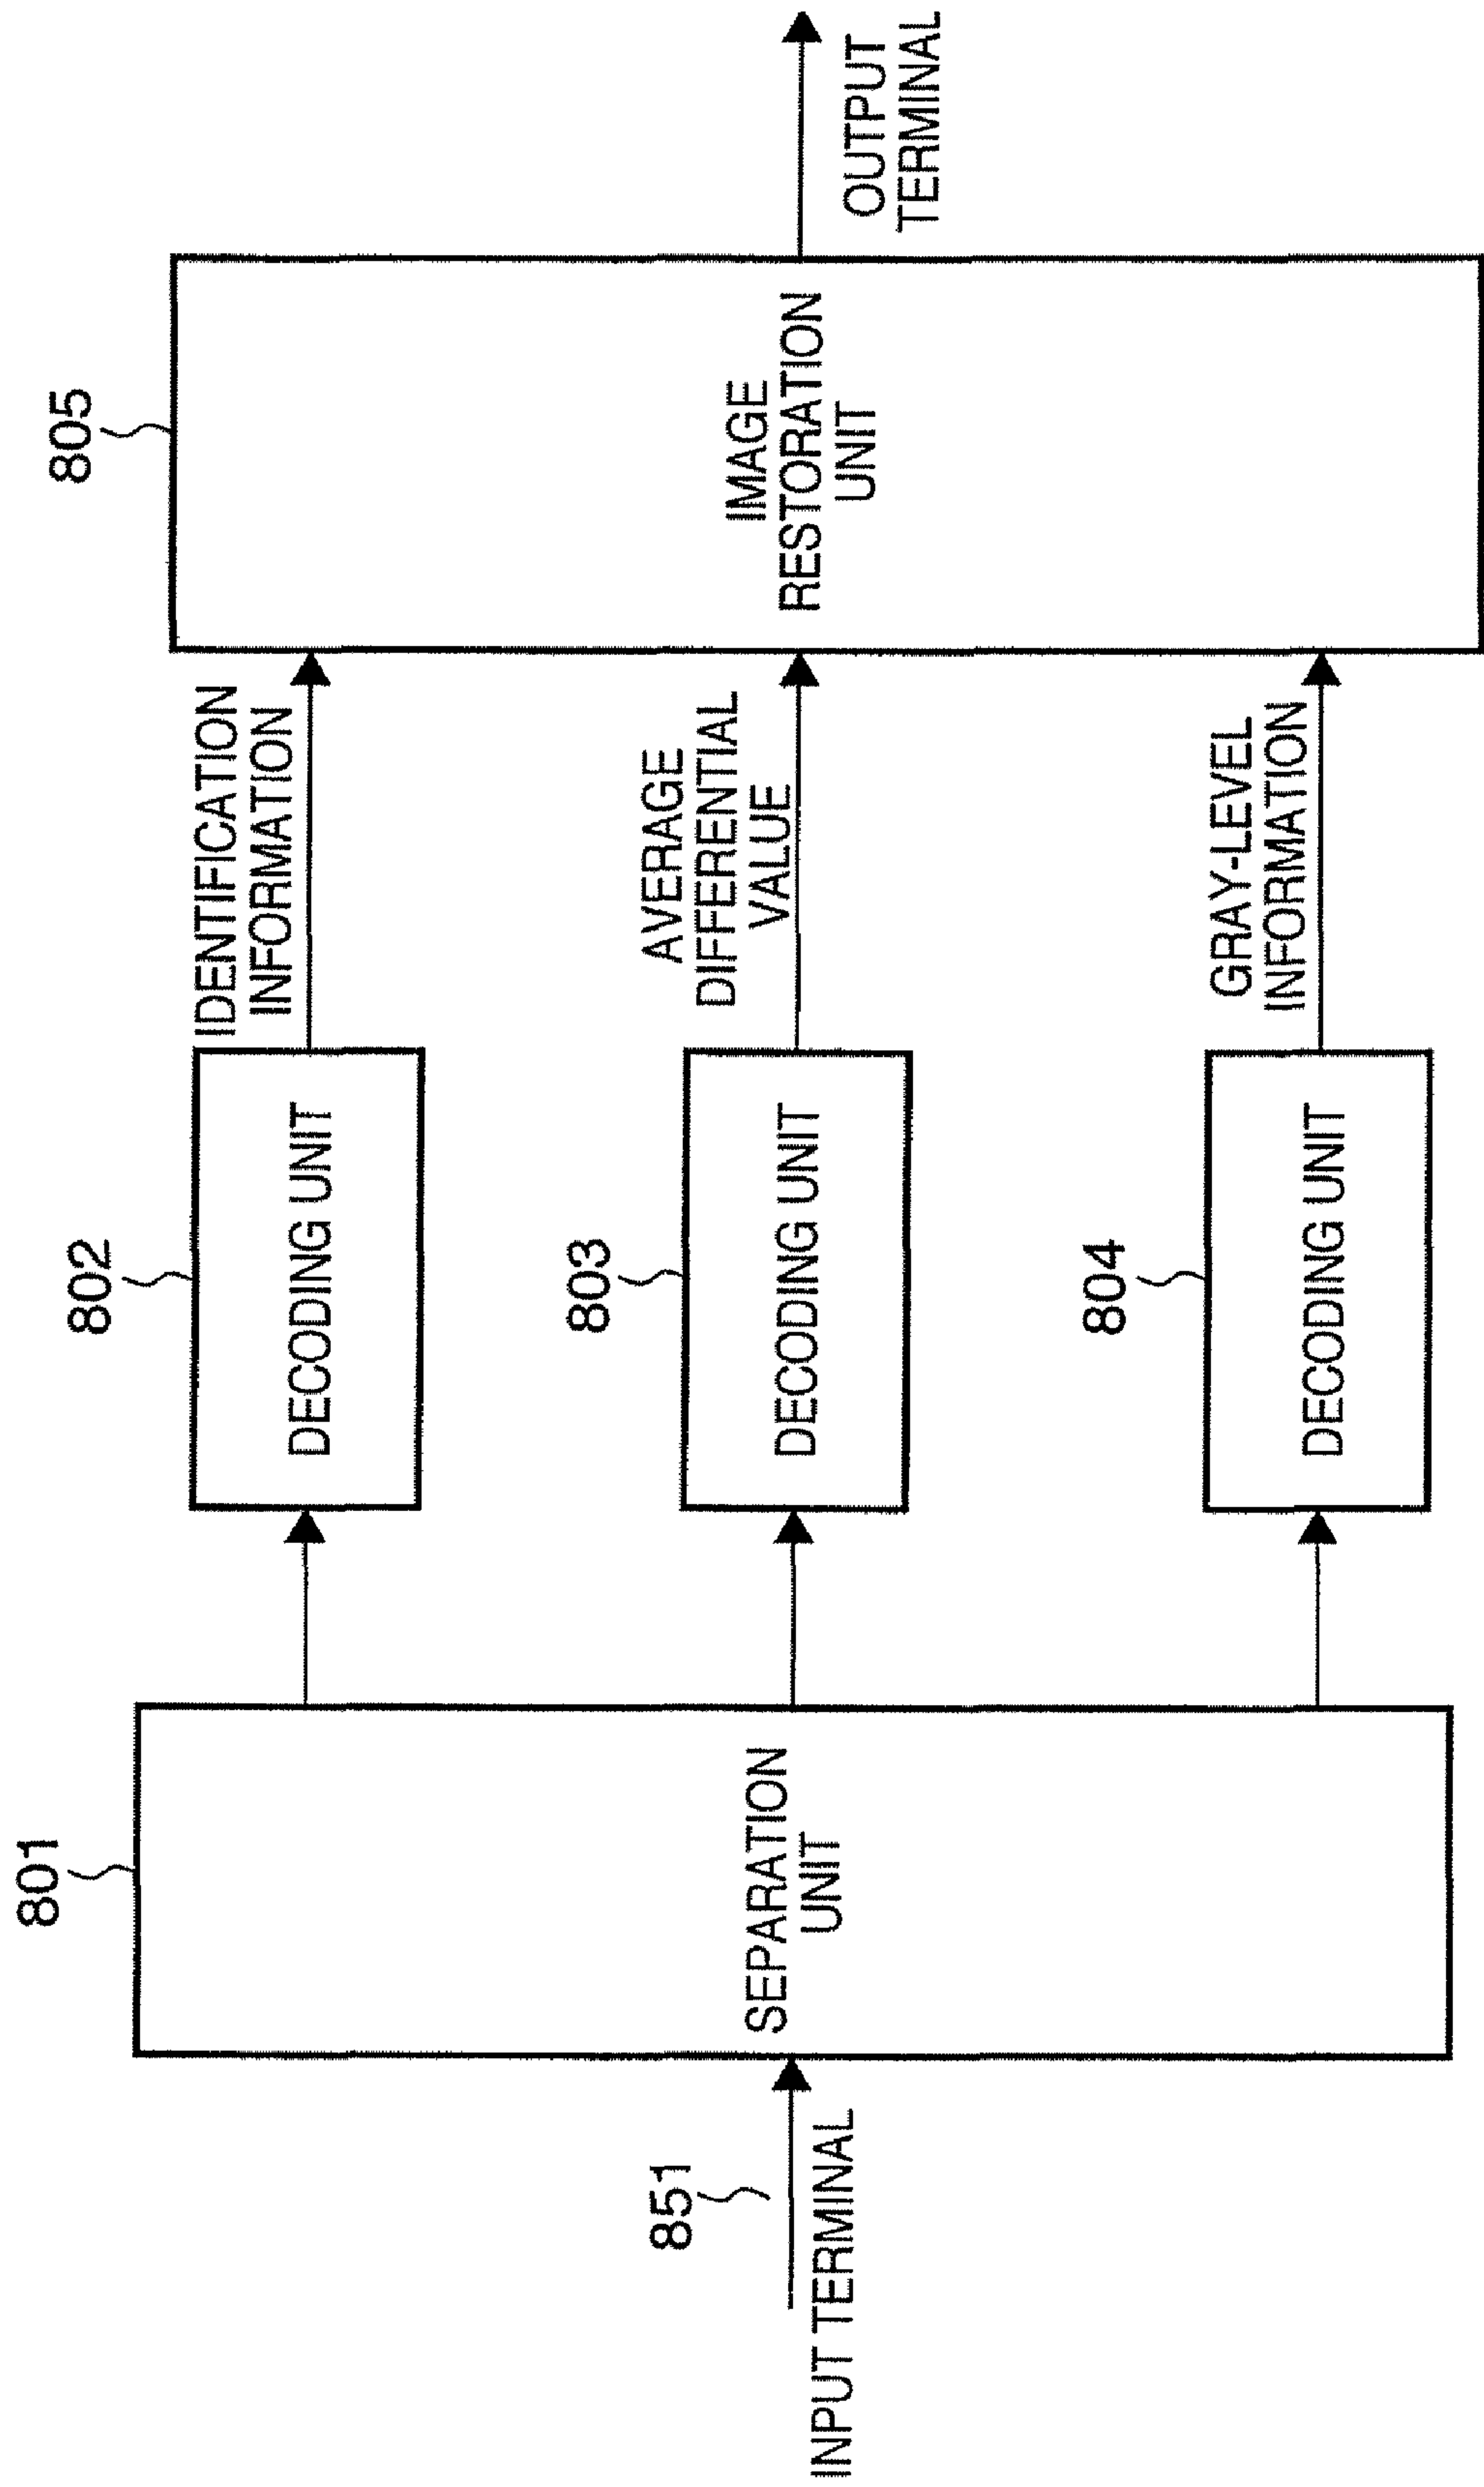 851
INPUT TERMINAL
801
SEPARATION
UNIT
802
DECODING UNIT
803
DECODING UNIT
804
DECODING UNIT
IDENTIFICATION
INFORMATION
AVERAGE
DIFFERENTIAL
VALUE
GRAY-LEVEL
INFORMATION
805
IMAGE
RESTORATION
UNIT
OUTPUT
TERMINAL